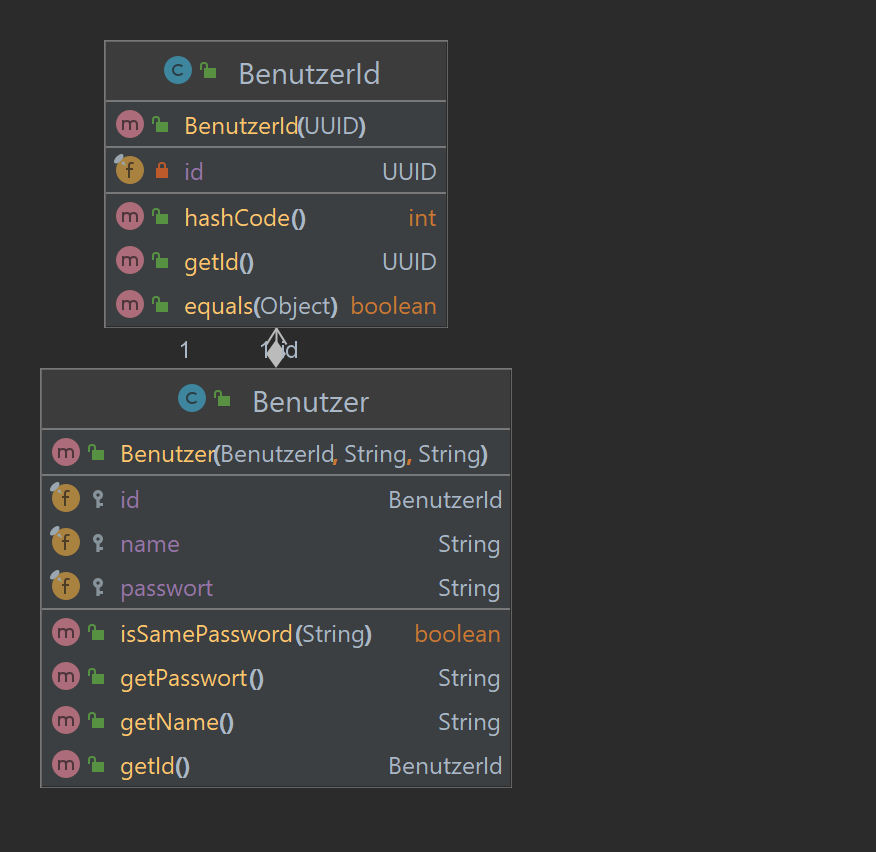 C BenutzerId
m BenutzerId(UUID)
f id UUID
m hashCode() int
m getId() UUID
m equals(Object) boolean
1 1 id
C Benutzer
m Benutzer(BenutzerId, String, String)
f id BenutzerId
f name String
f passwort String
m isSamePassword(String) boolean
m getPasswort() String
m getName() String
m getId() BenutzerId